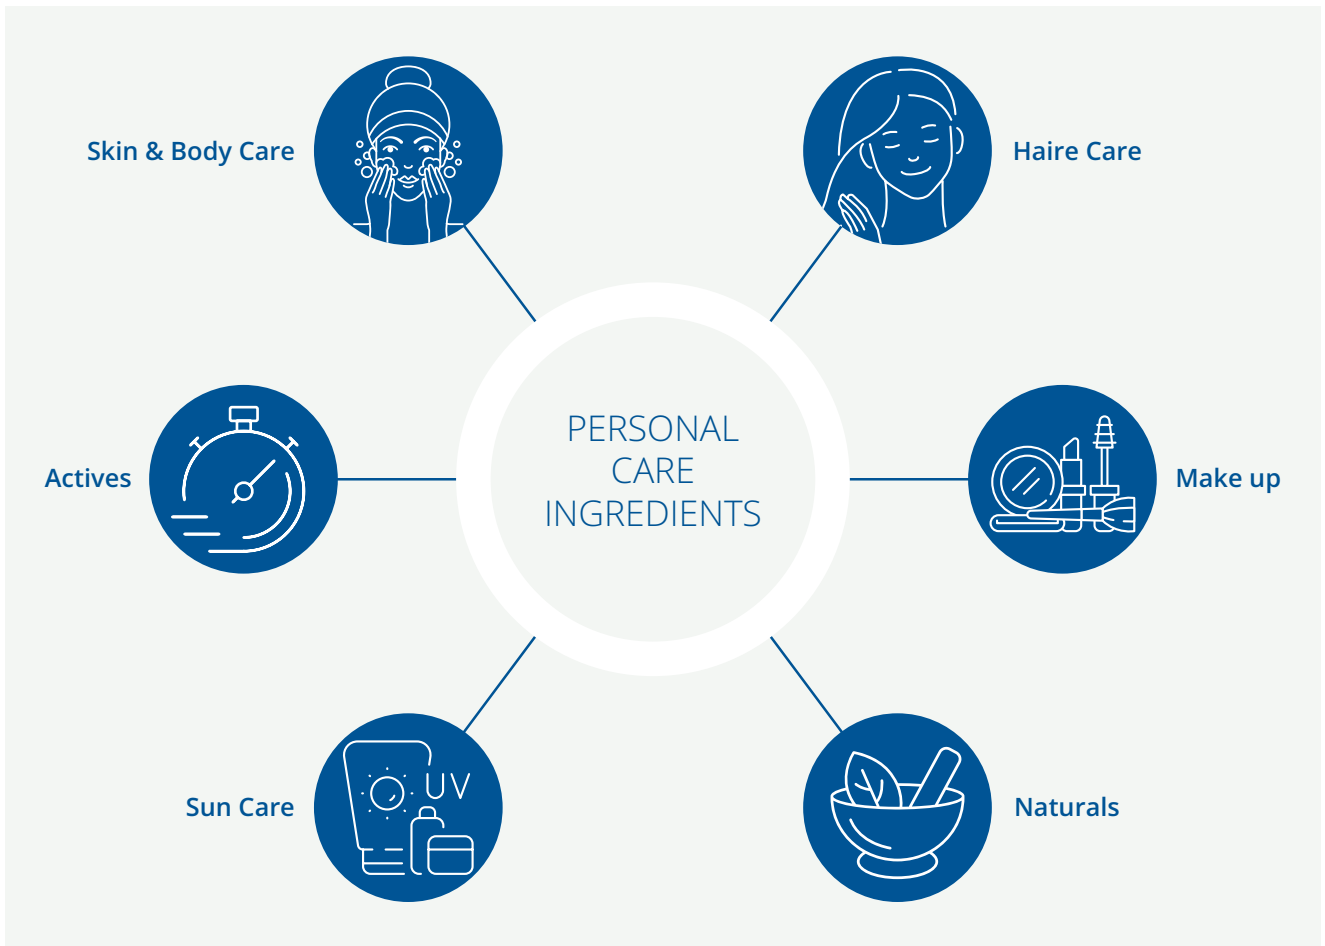 Skin & Body Care
Haire Care
PERSONAL
CARE
INGREDIENTS
Actives
Make up
UV
Sun Care
Naturals